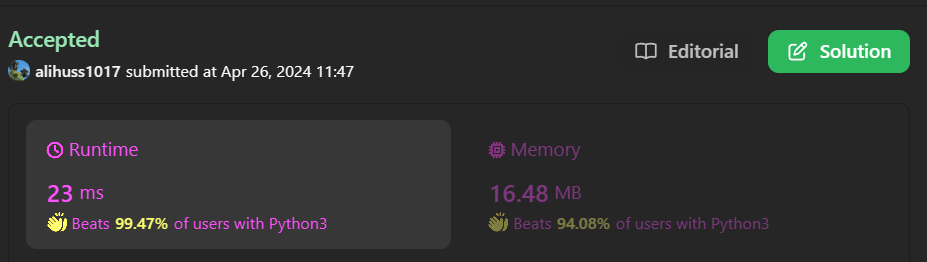 Accepted
alihuss1017 submitted at Apr 26, 2024 11:47
Editorial
Solution
Runtime
23 ms
Beats 99.47% of users with Python3
Memory
16.48 MB
Beats 94.08% of users with Python3